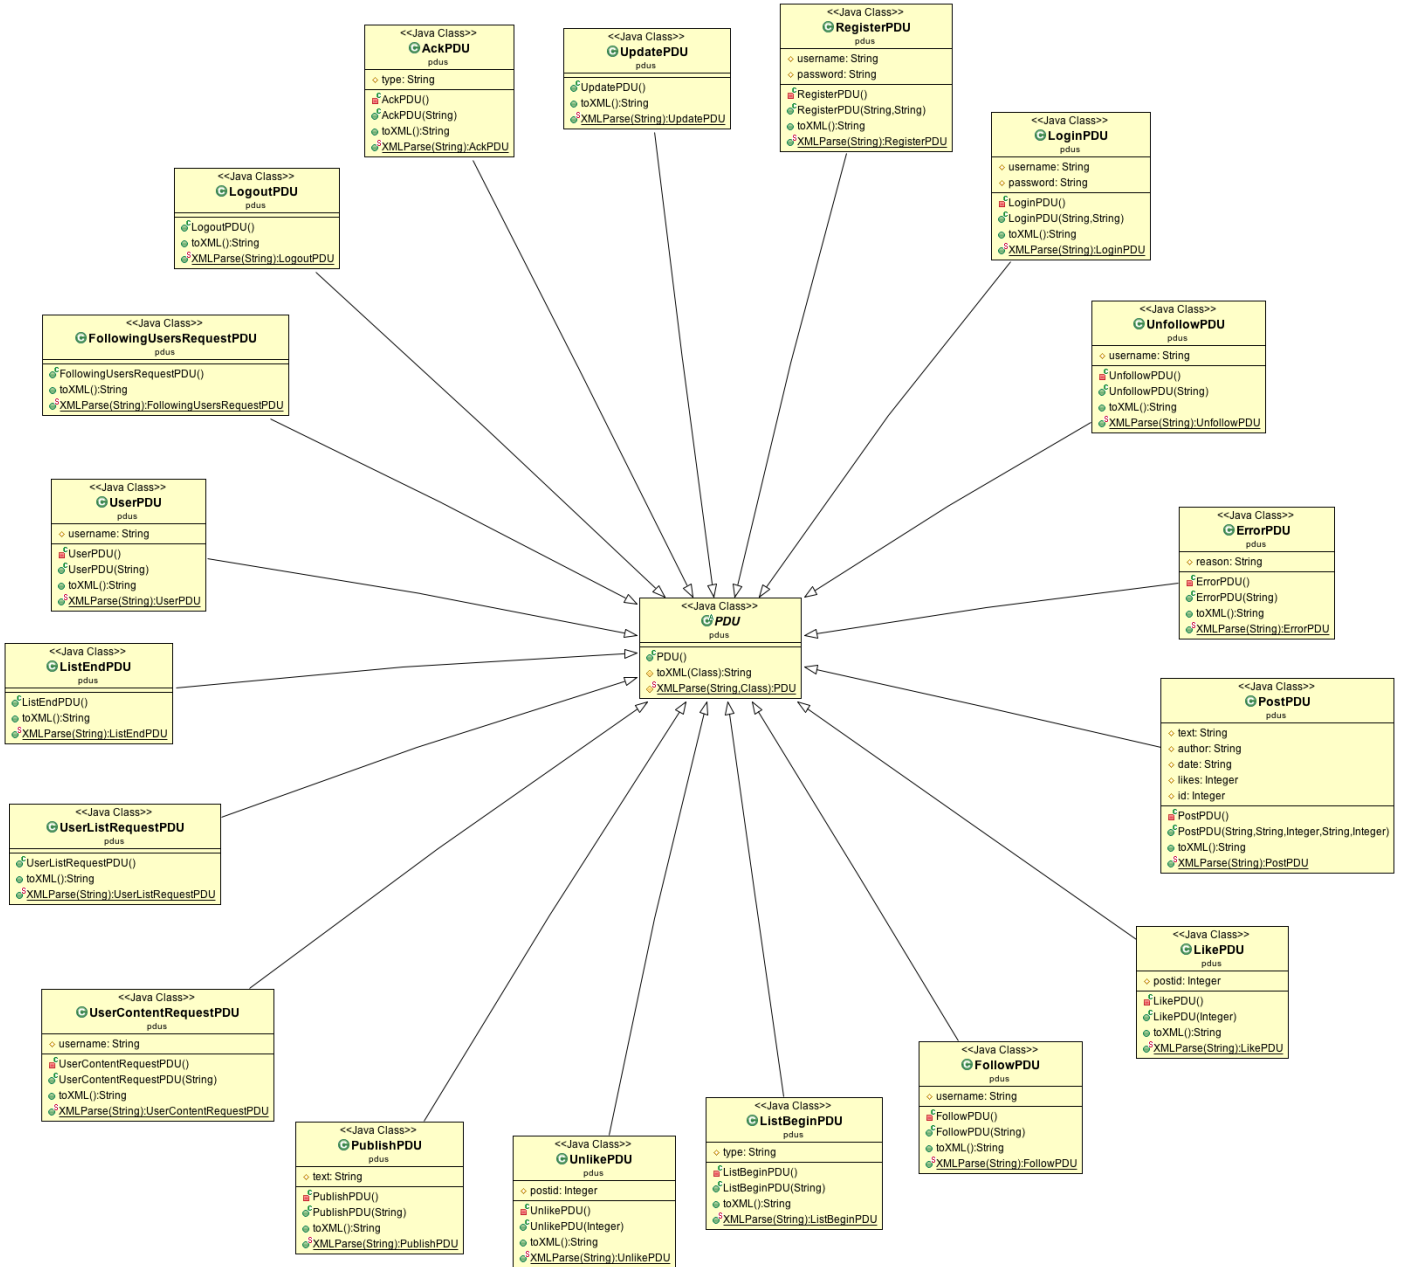 <<Java Class>>
RegisterPDU
pdus
username: String
password: String
RegisterPDU()
RegisterPDU(String,String)
toXML():String
XMLParse(String):RegisterPDU
<<Java Class>>
AckPDU
pdus
type: String
AckPDU()
AckPDU(String)
toXML():String
XMLParse(String):AckPDU
<<Java Class>>
UpdatePDU
pdus
UpdatePDU()
toXML():String
XMLParse(String):UpdatePDU
<<Java Class>>
LoginPDU
pdus
username: String
password: String
LoginPDU()
LoginPDU(String,String)
toXML():String
XMLParse(String):LoginPDU
<<Java Class>>
LogoutPDU
pdus
LogoutPDU()
toXML():String
XMLParse(String):LogoutPDU
<<Java Class>>
UnfollowPDU
pdus
username: String
UnfollowPDU()
UnfollowPDU(String)
toXML():String
XMLParse(String):UnfollowPDU
<<Java Class>>
FollowingUsersRequestPDU
pdus
FollowingUsersRequestPDU()
toXML():String
XMLParse(String):FollowingUsersRequestPDU
<<Java Class>>
UserPDU
pdus
username: String
UserPDU()
UserPDU(String)
toXML():String
XMLParse(String):UserPDU
<<Java Class>>
ErrorPDU
pdus
reason: String
ErrorPDU()
ErrorPDU(String)
toXML():String
XMLParse(String):ErrorPDU
<<Java Class>>
PDU
pdus
PDU()
toXML(Class):String
XMLParse(String,Class):PDU
<<Java Class>>
ListEndPDU
pdus
ListEndPDU()
toXML():String
XMLParse(String):ListEndPDU
<<Java Class>>
PostPDU
pdus
text: String
author: String
date: String
likes: Integer
id: Integer
PostPDU()
PostPDU(String,String,Integer,String,Integer)
toXML():String
XMLParse(String):PostPDU
<<Java Class>>
UserListRequestPDU
pdus
UserListRequestPDU()
toXML():String
XMLParse(String):UserListRequestPDU
<<Java Class>>
LikePDU
pdus
postid: Integer
LikePDU()
LikePDU(Integer)
toXML():String
XMLParse(String):LikePDU
<<Java Class>>
UserContentRequestPDU
pdus
username: String
UserContentRequestPDU()
UserContentRequestPDU(String)
toXML():String
XMLParse(String):UserContentRequestPDU
<<Java Class>>
FollowPDU
pdus
username: String
FollowPDU()
FollowPDU(String)
toXML():String
XMLParse(String):FollowPDU
<<Java Class>>
ListBeginPDU
pdus
type: String
ListBeginPDU()
ListBeginPDU(String)
toXML():String
XMLParse(String):ListBeginPDU
<<Java Class>>
PublishPDU
pdus
text: String
PublishPDU()
PublishPDU(String)
toXML():String
XMLParse(String):PublishPDU
<<Java Class>>
UnlikePDU
pdus
postid: Integer
UnlikePDU()
UnlikePDU(Integer)
toXML():String
XMLParse(String):UnlikePDU